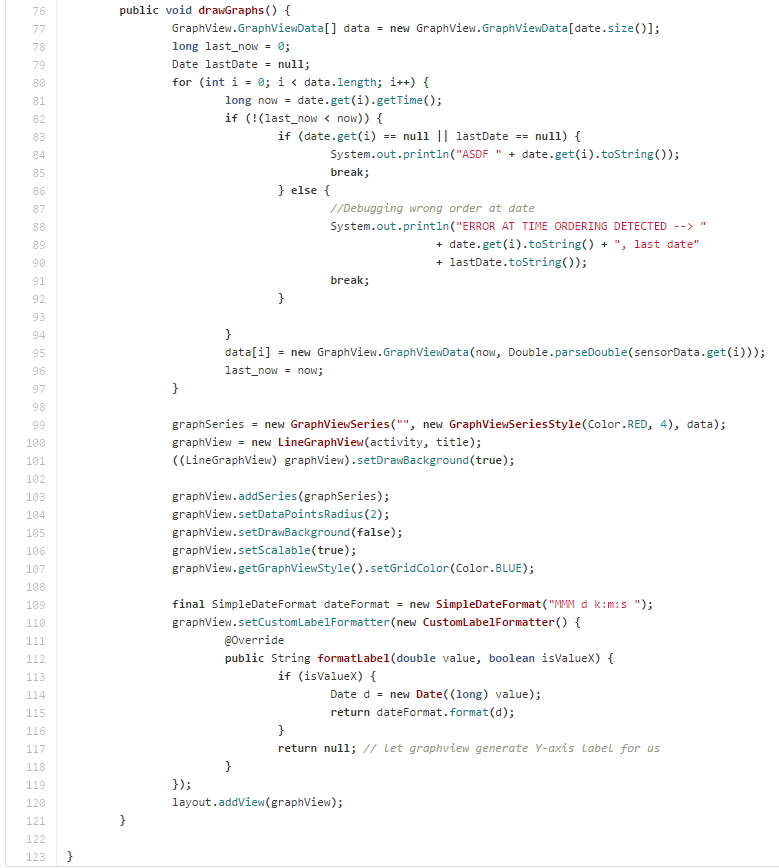 76 public void drawGraphs() {
77 GraphView.GraphViewData[] data = new GraphView.GraphViewData[date.size()];
78 long last_now = 0;
79 Date lastDate = null;
80 for (int i = 0; i < data.length; i++) {
81 long now = date.get(i).getTime();
82 if (!(last_now < now)) {
83 if (date.get(i) == null || lastDate == null) {
84 System.out.println("ASDF " + date.get(i).toString());
85 break;
86 } else {
87 //Debugging wrong order at date
88 System.out.println("ERROR AT TIME ORDERING DETECTED --> "
89 + date.get(i).toString() + ", last date"
90 + lastDate.toString());
91 break;
92 }
93
94 }
95 data[i] = new GraphView.GraphViewData(now, Double.parseDouble(sensorData.get(i)));
96 last_now = now;
97 }
98
99 graphSeries = new GraphViewSeries("", new GraphViewSeriesStyle(Color.RED, 4), data);
100 graphView = new LineGraphView(activity, title);
101 ((LineGraphView) graphView).setDrawBackground(true);
102
103 graphView.addSeries(graphSeries);
104 graphView.setDataPointsRadius(2);
105 graphView.setDrawBackground(false);
106 graphView.setScalable(true);
107 graphView.getGraphViewStyle().setGridColor(Color.BLUE);
108
109 final SimpleDateFormat dateFormat = new SimpleDateFormat("MMM d k:m:s ");
110 graphView.setCustomLabelFormatter(new CustomLabelFormatter() {
111 @Override
112 public String formatLabel(double value, boolean isValueX) {
113 if (isValueX) {
114 Date d = new Date((long) value);
115 return dateFormat.format(d);
116 }
117 return null; // let graphview generate Y-axis label for us
118 }
119 });
120 layout.addView(graphView);
121 }
122
123 }